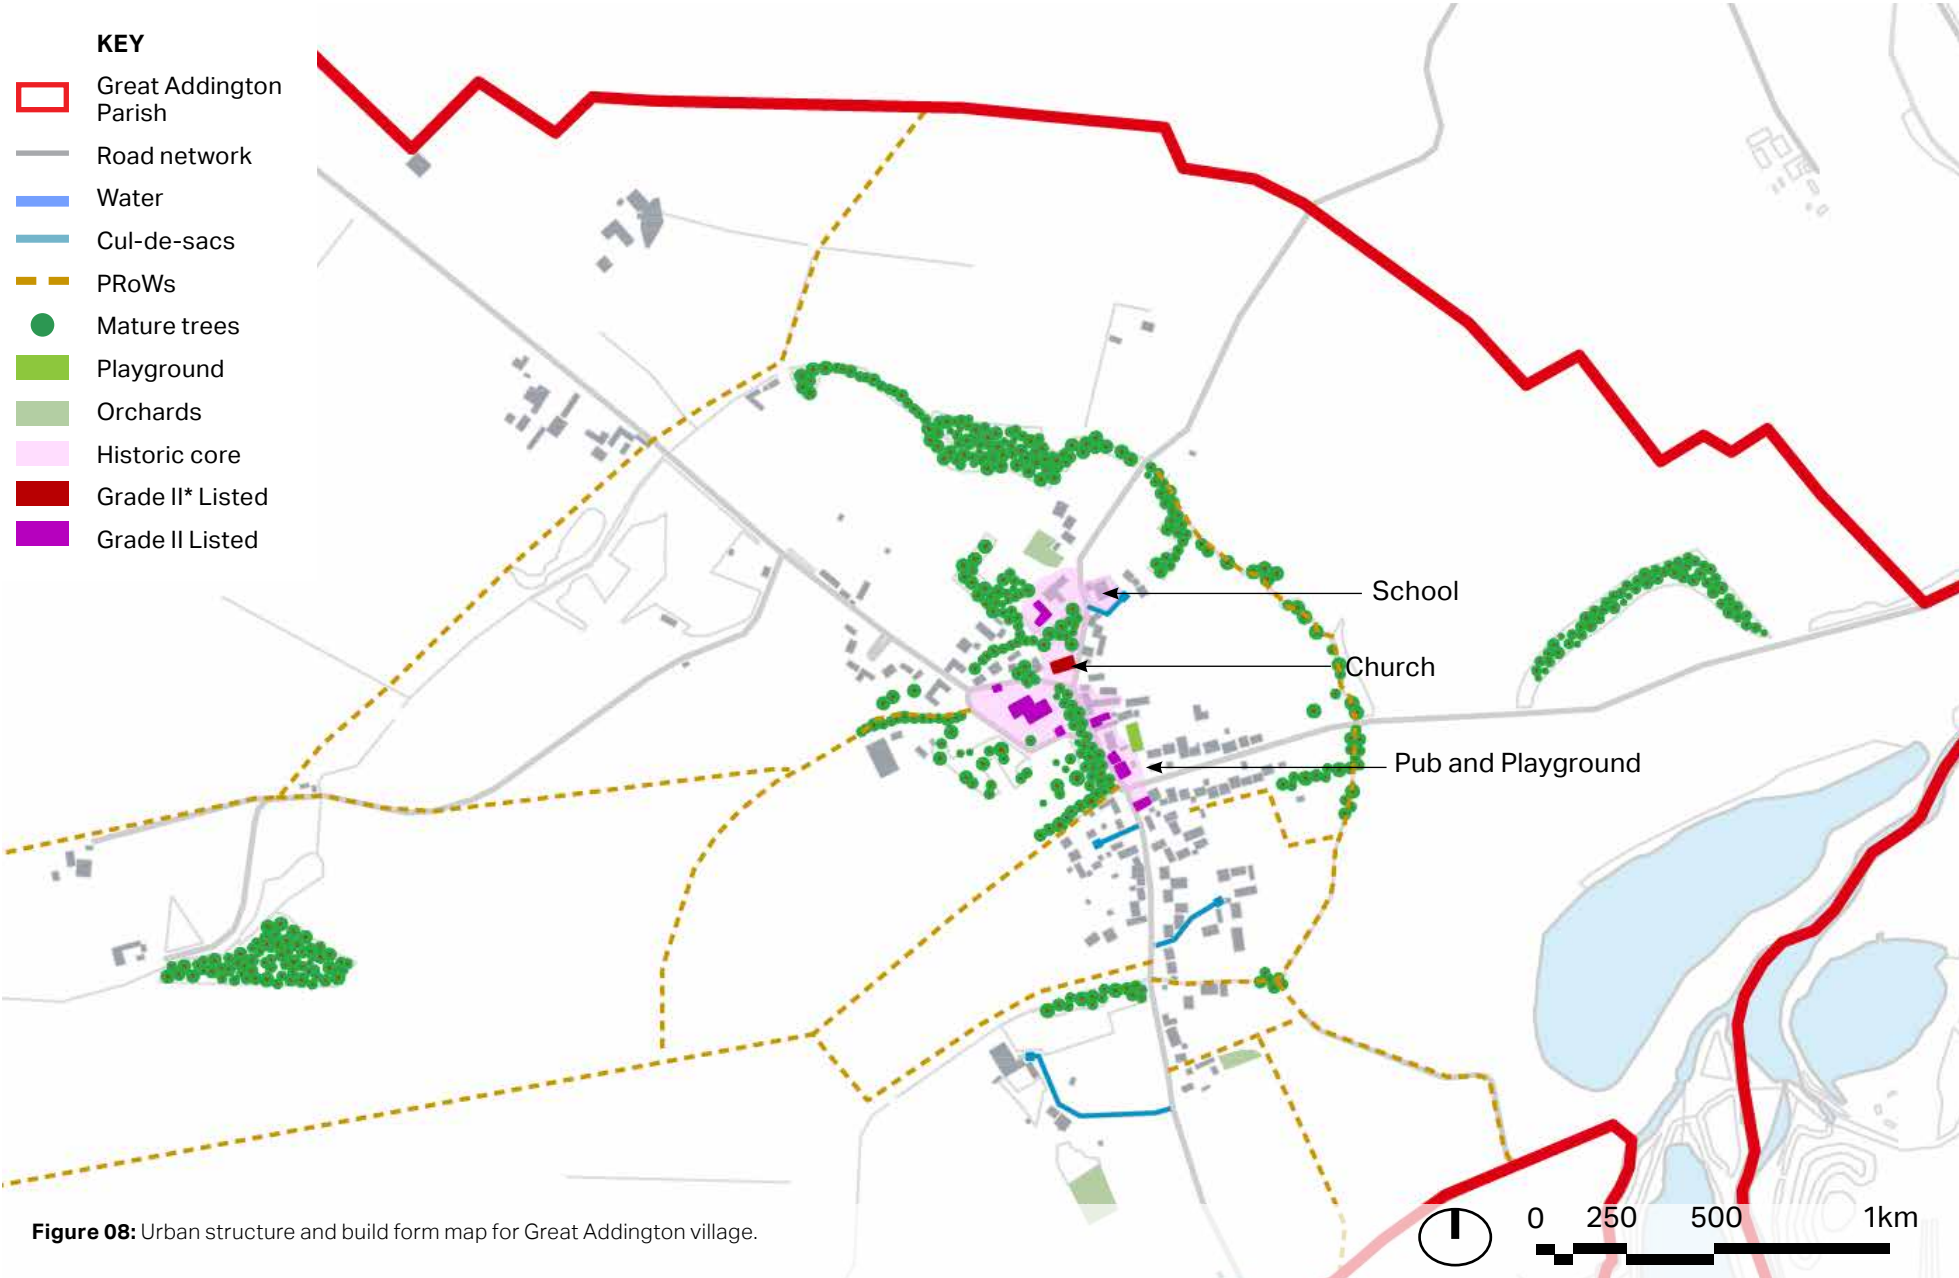 KEY
Great Addington
Parish
Road network
Water
Cul-de-sacs
PRoWs
Mature trees
Playground
Orchards
Historic core
Grade II* Listed
Grade II Listed
School
Church
Pub and Playground
0 250 500 1km
Figure 08: Urban structure and build form map for Great Addington village.